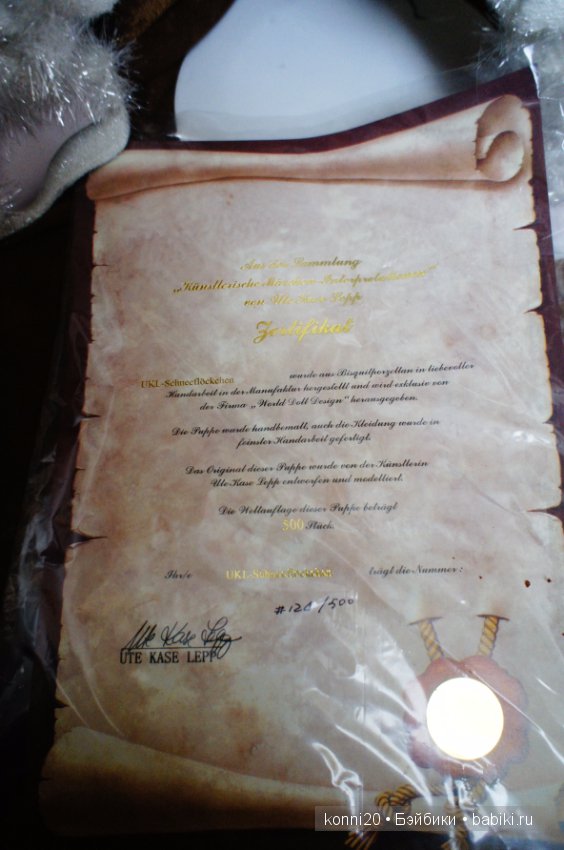 Aus der Sammlung
„Künstlerische Märchen-Interpretationen"
von Ute Kase Lepp
Zertifikat
UKL-Schneeflöckchen wurde aus Bisquitporzellan in liebevoller
Handarbeit in der Manufaktur hergestellt und wird exklusiv von
der Firma „World Doll Design" herausgegeben.
Die Puppe wurde handbemalt, auch die Kleidung wurde in
feinster Handarbeit gefertigt.
Das Original dieser Puppe wurde von der Künstlerin
Ute Kase Lepp entworfen und modelliert.
Die Weltauflage dieser Puppe beträgt
500 Stück.
Ihr/e UKL-Schneeflöckchen trägt die Nummer:
/500
Ute Kase Lepp
UTE KASE LEPP
konni20 • Бэйбики • babiki.ru